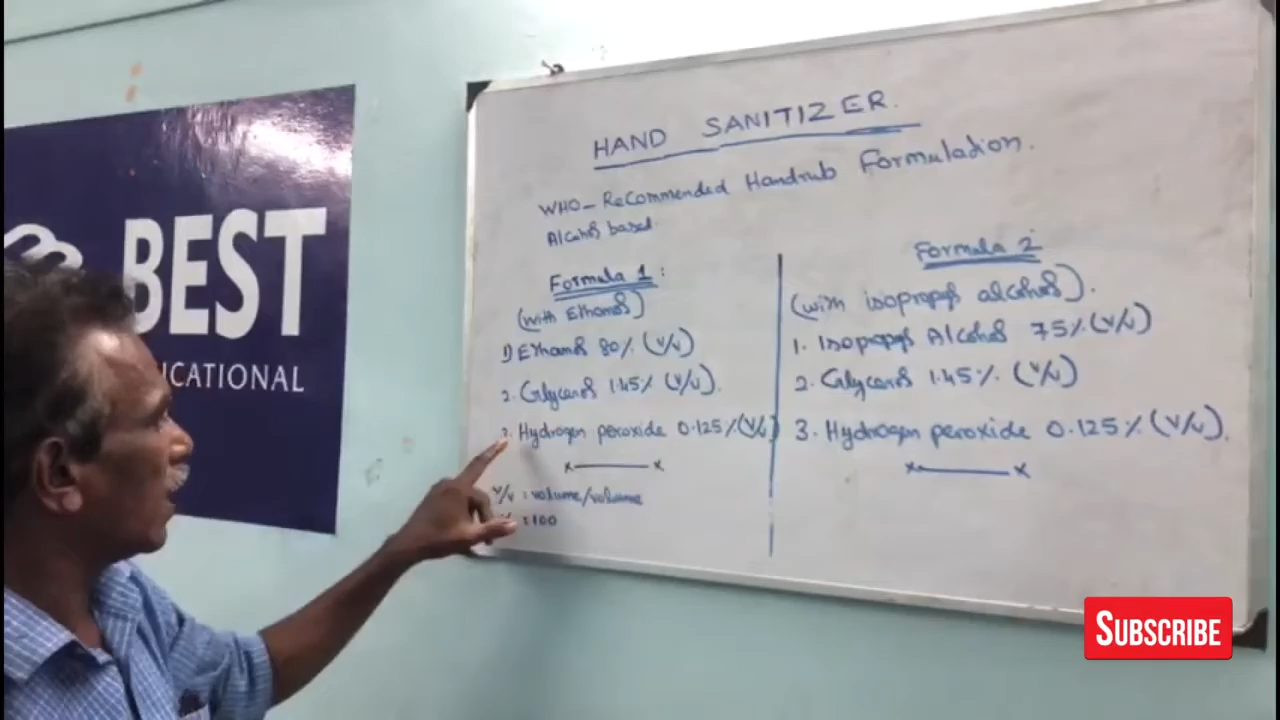 BEST
UCATIONAL
HAND SANITIZER.
WHO - Recommended Handrub Formulation.
Alcohol based
Formula 1 :
(with Ethanol)
1) Ethanol 80% (v/v)
2. Glycerol 1.45% (v/v).
3. Hydrogen peroxide 0.125% (v/v)
x———x
v/v : volume/volume
% : 100
Formula 2
(with isopropyl alcohol).
1. Isopropyl Alcohol 75% (v/v)
2. Glycerol 1.45% (v/v)
3. Hydrogen peroxide 0.125% (v/v).
x———x
SUBSCRIBE